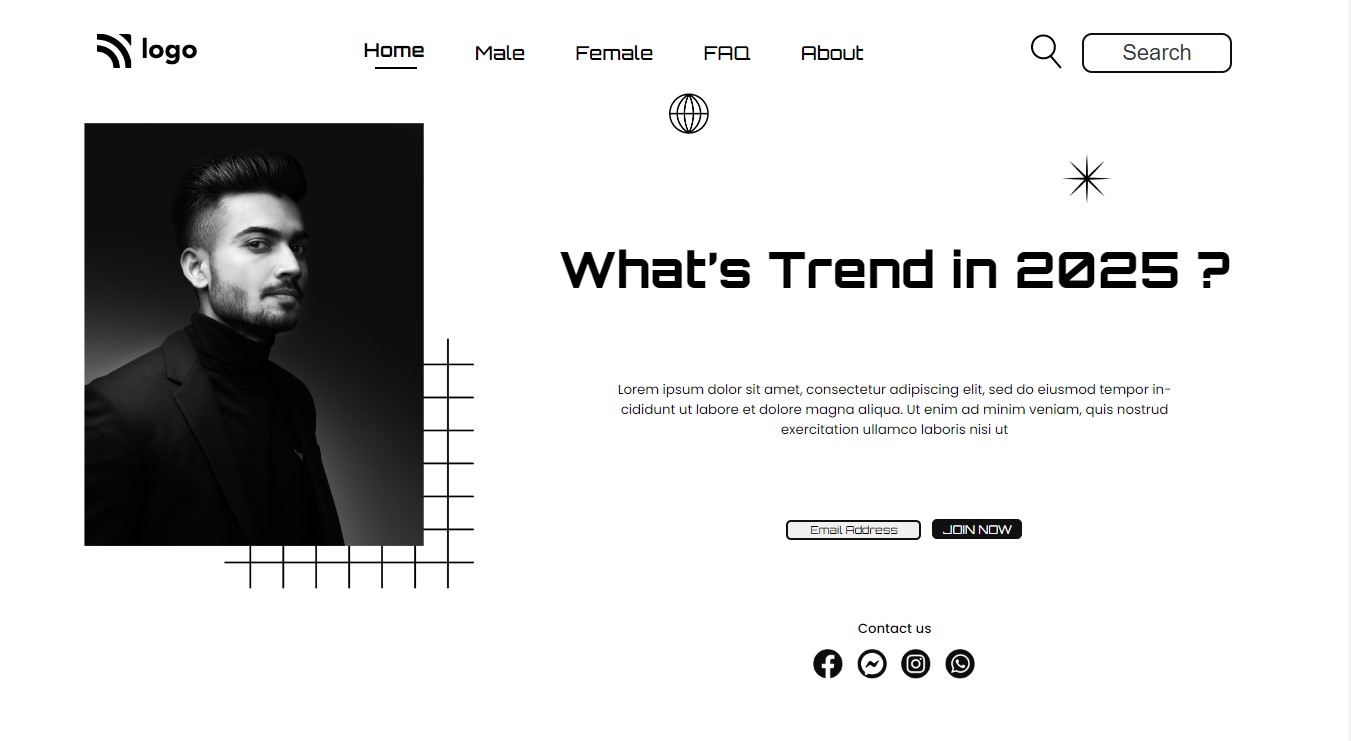 logo
Home Male Female FAQ About
Search
What's Trend in 2025 ?
Lorem ipsum dolor sit amet, consectetur adipiscing elit, sed do eiusmod tempor in-
cididunt ut labore et dolore magna aliqua. Ut enim ad minim veniam, quis nostrud
exercitation ullamco laboris nisi ut
Email Address JOIN NOW
Contact us